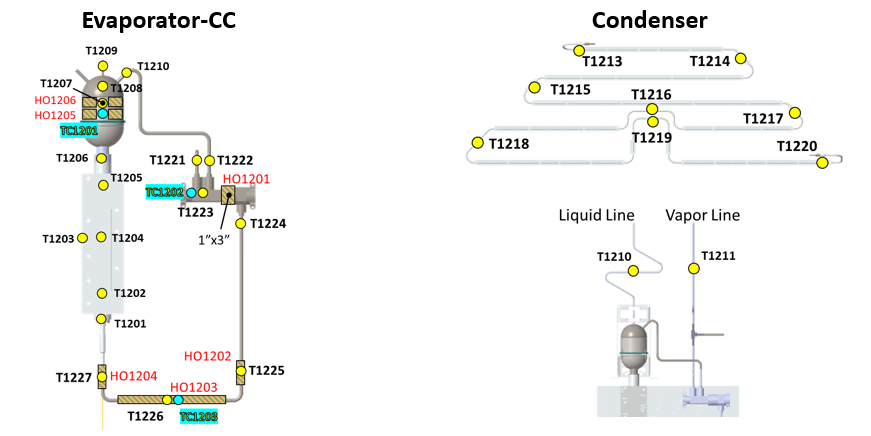 Evaporator-CC
Condenser
T1209
T1210
T1207
T1208
HO1206
HO1205
TC1201
T1206
T1205
T1203
T1204
T1202
T1201
T1227
HO1204
T1221
T1222
HO1201
TC1202
T1223
1”x3”
T1224
HO1202
T1225
HO1203
T1226
TC1203
T1213
T1214
T1215
T1216
T1217
T1219
T1218
T1220
Liquid Line
Vapor Line
T1210
T1211